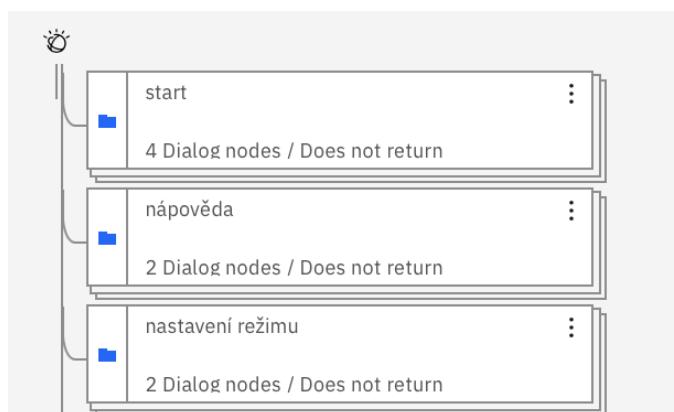 start
4 Dialog nodes / Does not return
nápověda
2 Dialog nodes / Does not return
nastavení režimu
2 Dialog nodes / Does not return